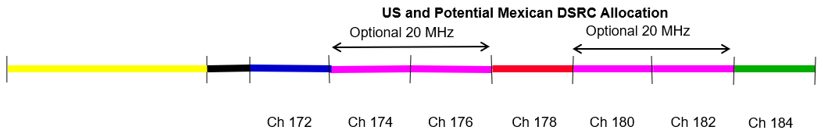 US and Potential Mexican DSRC Allocation
Optional 20 MHz
Optional 20 MHz
Ch 172
Ch 174
Ch 176
Ch 178
Ch 180
Ch 182
Ch 184